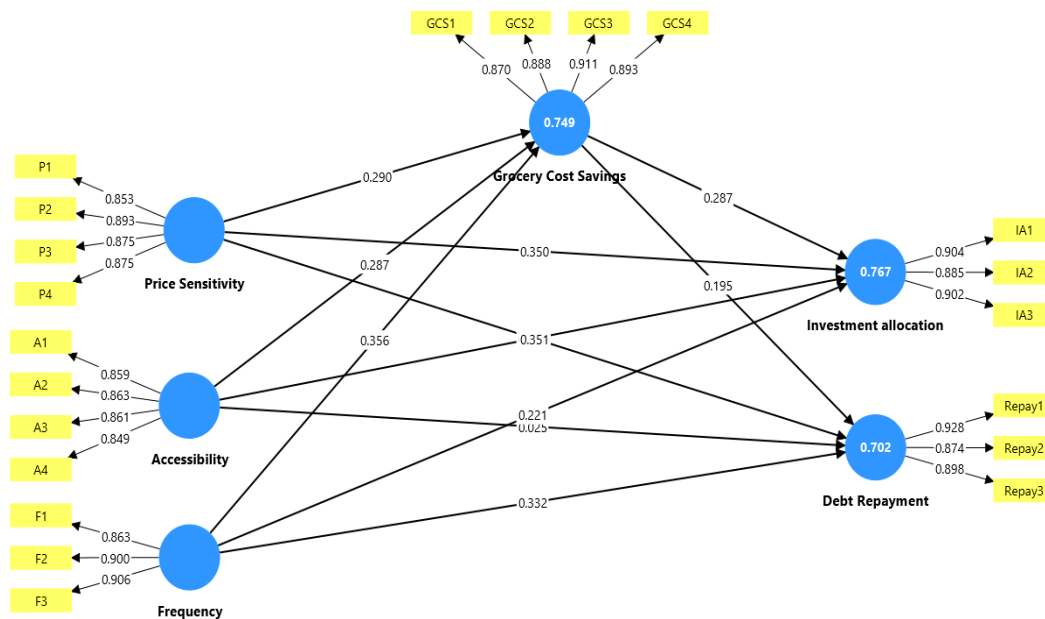 GCS1 GCS2 GCS3 GCS4
0.870 0.888 0.911 0.893
0.749
Grocery Cost Savings
P1
P2
P3
P4
0.853
0.893
0.875
0.875
Price Sensitivity
0.290
0.287
0.350
0.287
0.195
0.356
0.351
0.221
0.025
0.332
A1
A2
A3
A4
0.859
0.863
0.861
0.849
Accessibility
F1
F2
F3
0.863
0.900
0.906
Frequency
0.767
Investment allocation
0.904
0.885
0.902
IA1
IA2
IA3
0.702
Debt Repayment
0.928
0.874
0.898
Repay1
Repay2
Repay3